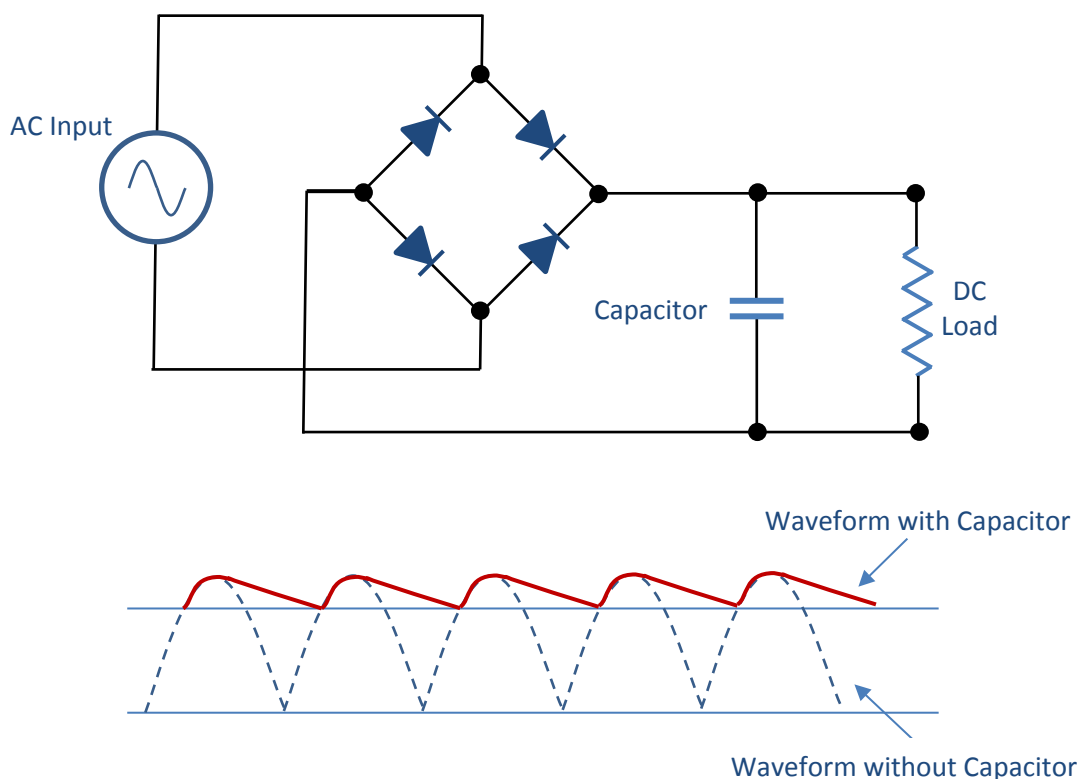 AC Input
Capacitor
DC
Load
Waveform with Capacitor
Waveform without Capacitor